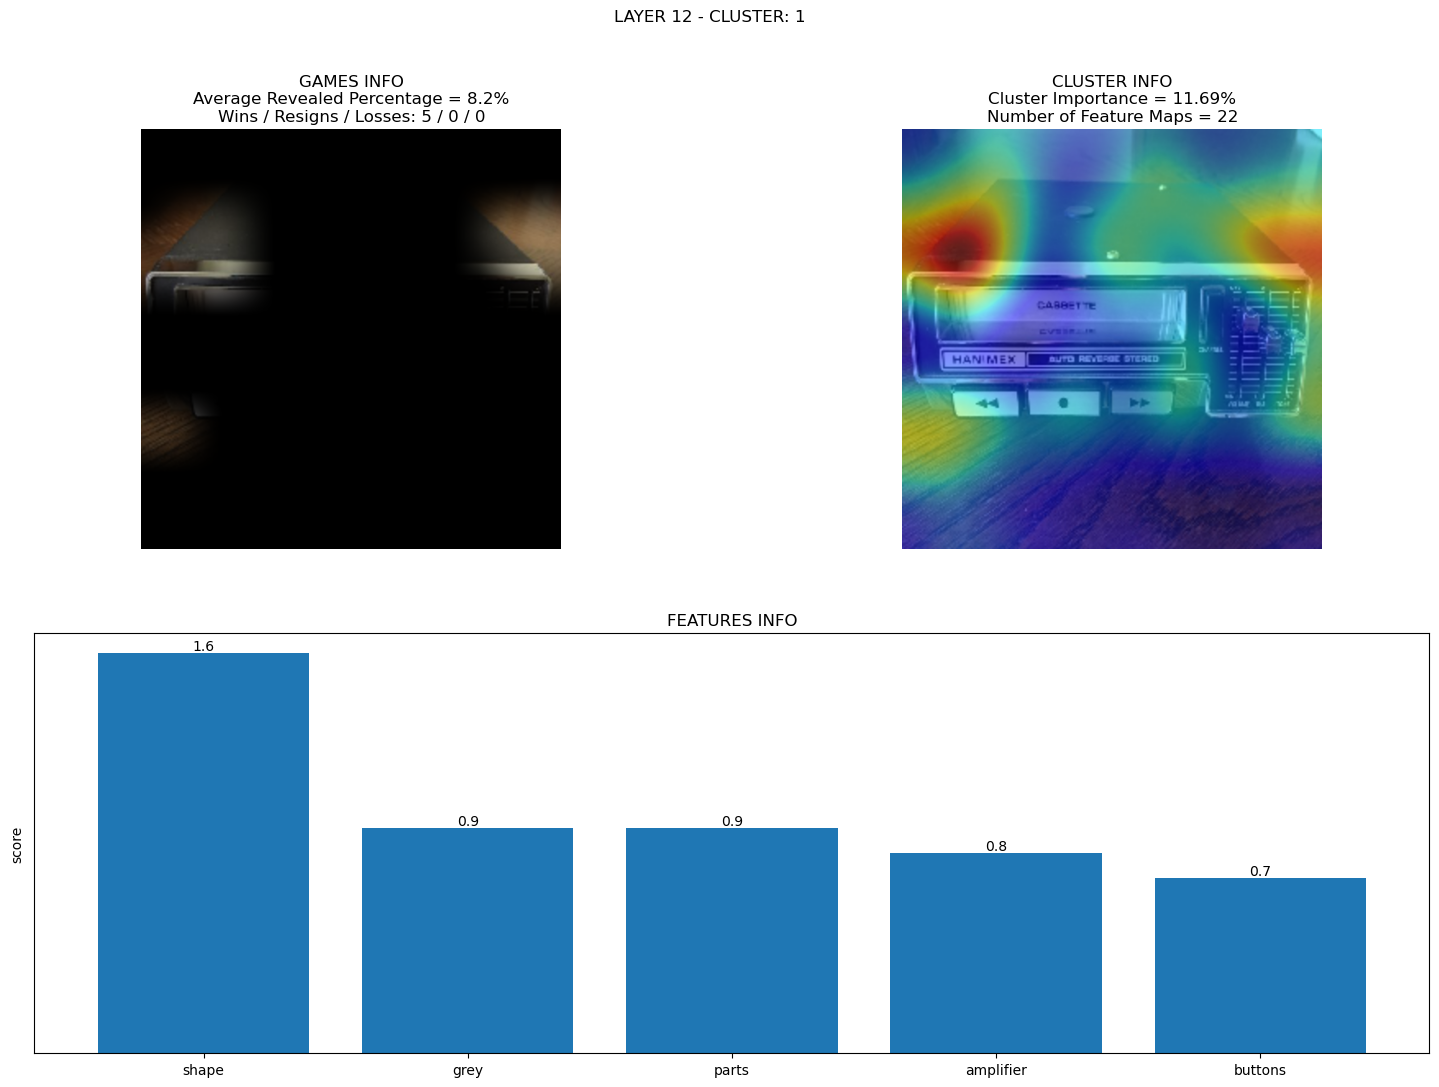 LAYER 12 - CLUSTER: 1
GAMES INFO
Average Revealed Percentage = 8.2%
Wins / Resigns / Losses: 5 / 0 / 0
CLUSTER INFO
Cluster Importance = 11.69%
Number of Feature Maps = 22
CASSETTE
HANIMEX
AUTO REVERSE STEREO
FEATURES INFO
score
1.6
0.9
0.9
0.8
0.7
shape
grey
parts
amplifier
buttons